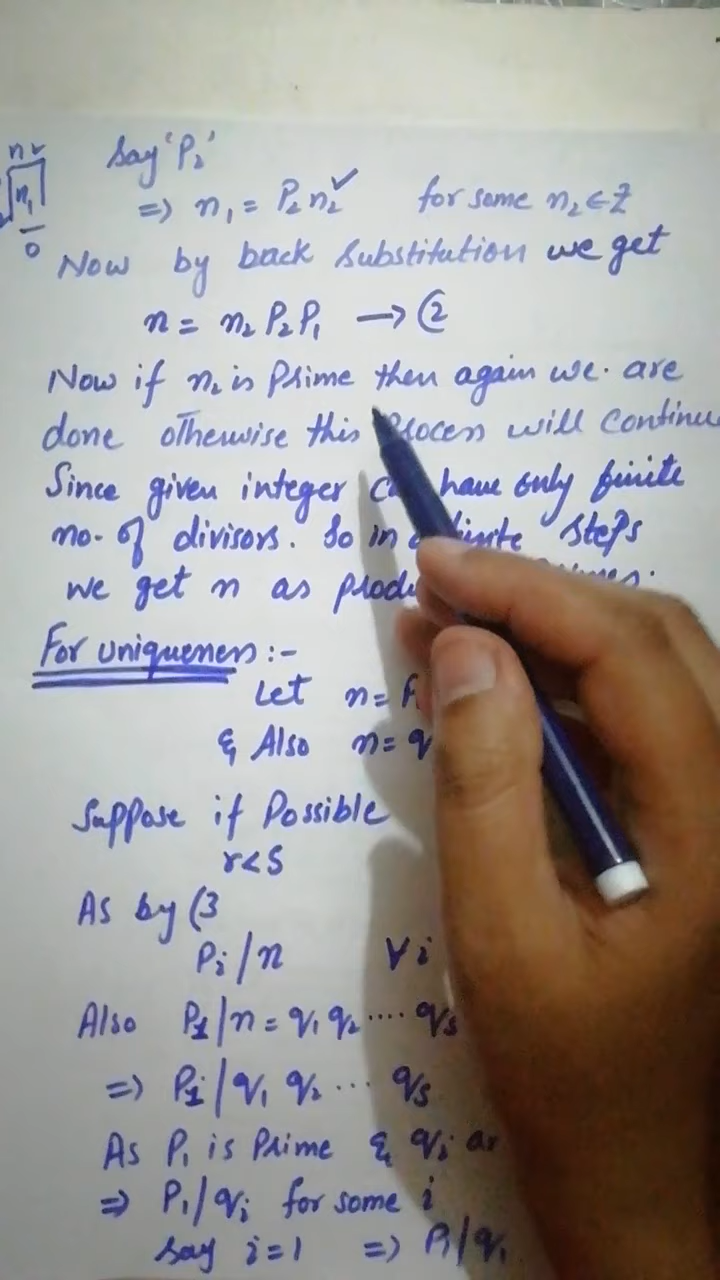 n₂
n₁
0
Say 'P₂'
=> n₁ = P₂ n₂ ✓ for some n₂ ∈ Z
Now by back Substitution we get
n = n₂ P₂ P₁ → (2
Now if n₂ is Prime then again we are
done otherwise this Process will continue
Since given integer have only finite
no. of divisors. So in finite steps
we get n as
For uniqueness :-
Let n =
& Also n = q
Suppose if Possible
r < S
As by (3
Pᵢ / n ∀ i
Also P₁ / n = q₁ q₂ .... qₛ
=> P₁ / q₁ q₂ ... qₛ
As P₁ is Prime & qᵢ ar
=> P₁ / qᵢ for some i
Say i = 1 => P₁ / q₁